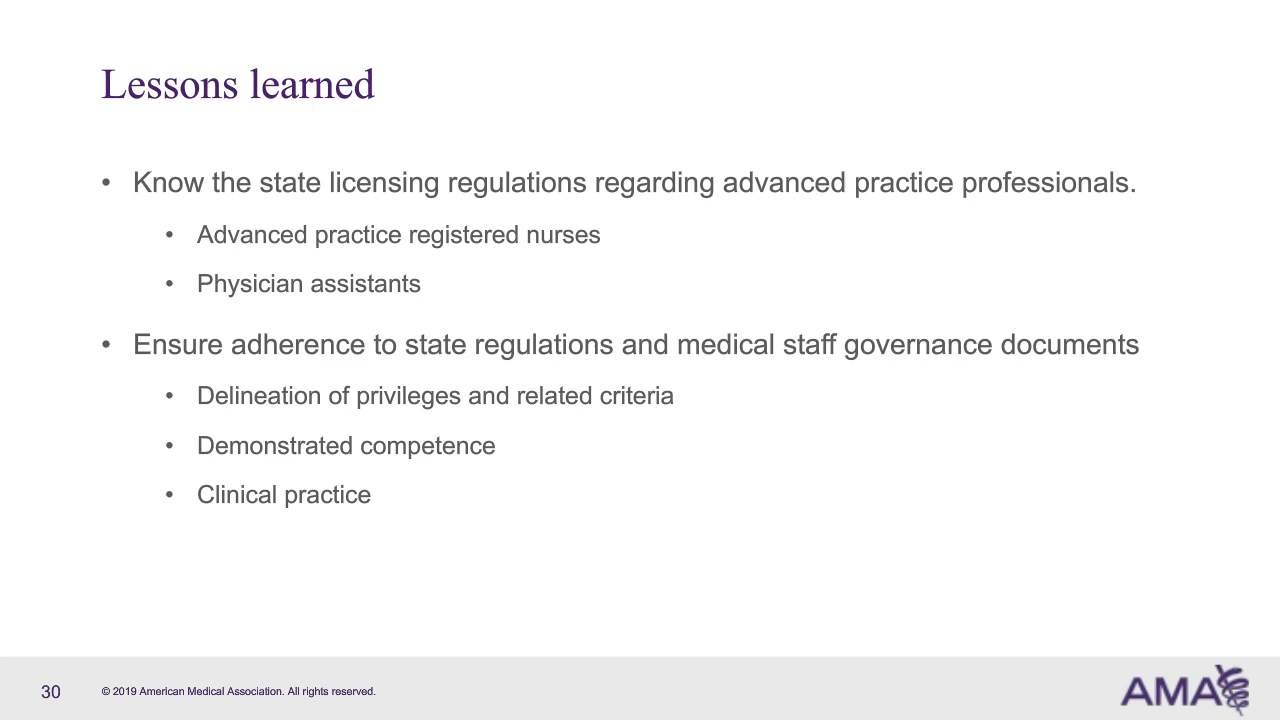 Lessons learned
• Know the state licensing regulations regarding advanced practice professionals.
• Advanced practice registered nurses
• Physician assistants
• Ensure adherence to state regulations and medical staff governance documents
• Delineation of privileges and related criteria
• Demonstrated competence
• Clinical practice
30
© 2019 American Medical Association. All rights reserved.
AMA